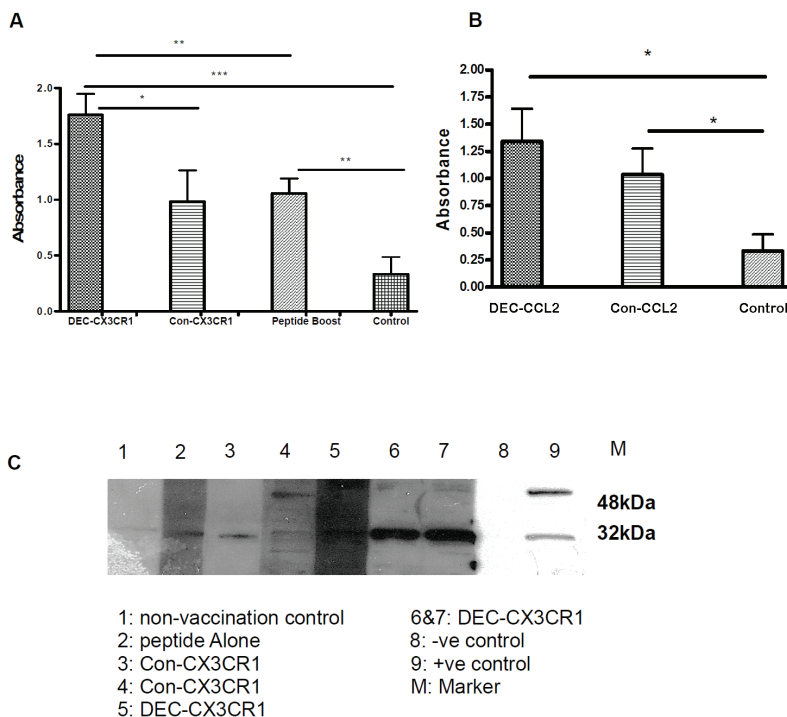 A
**
***
*
**
Absorbance
2.0
1.5
1.0
0.5
0.0
DEC-CX3CR1 Con-CX3CR1 Peptide Boost Control
B
*
*
Absorbance
2.00
1.75
1.50
1.25
1.00
0.75
0.50
0.25
0.00
DEC-CCL2 Con-CCL2 Control
C
1 2 3 4 5 6 7 8 9 M
48kDa
32kDa
1: non-vaccination control
2: peptide Alone
3: Con-CX3CR1
4: Con-CX3CR1
5: DEC-CX3CR1
6&7: DEC-CX3CR1
8: -ve control
9: +ve control
M: Marker